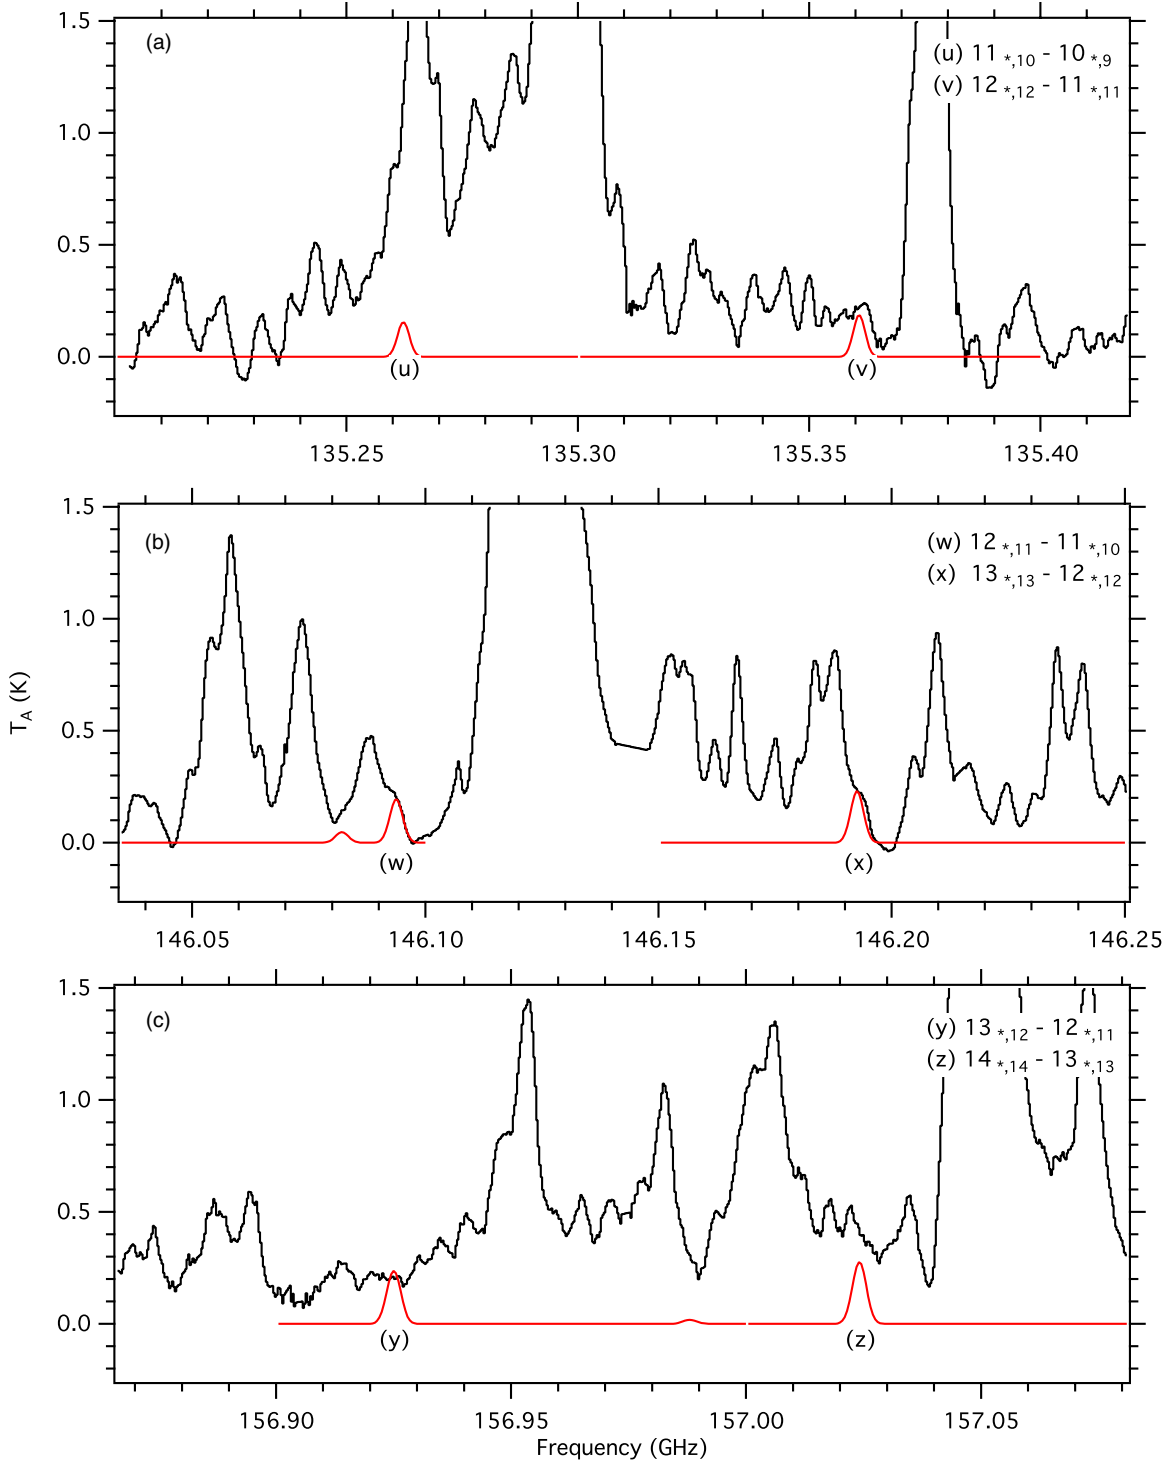 1.5
(a)
(u) 11 *,10 - 10 *,9
(v) 12 *,12 - 11 *,11
1.0
0.5
0.0
(u)
(v)
135.25
135.30
135.35
135.40
1.5
(b)
(w) 12 *,11 - 11 *,10
(x) 13 *,13 - 12 *,12
1.0
0.5
0.0
(w)
(x)
146.05
146.10
146.15
146.20
146.25
TA (K)
1.5
(c)
(y) 13 *,12 - 12 *,11
(z) 14 *,14 - 13 *,13
1.0
0.5
0.0
(y)
(z)
156.90
156.95
157.00
157.05
Frequency (GHz)